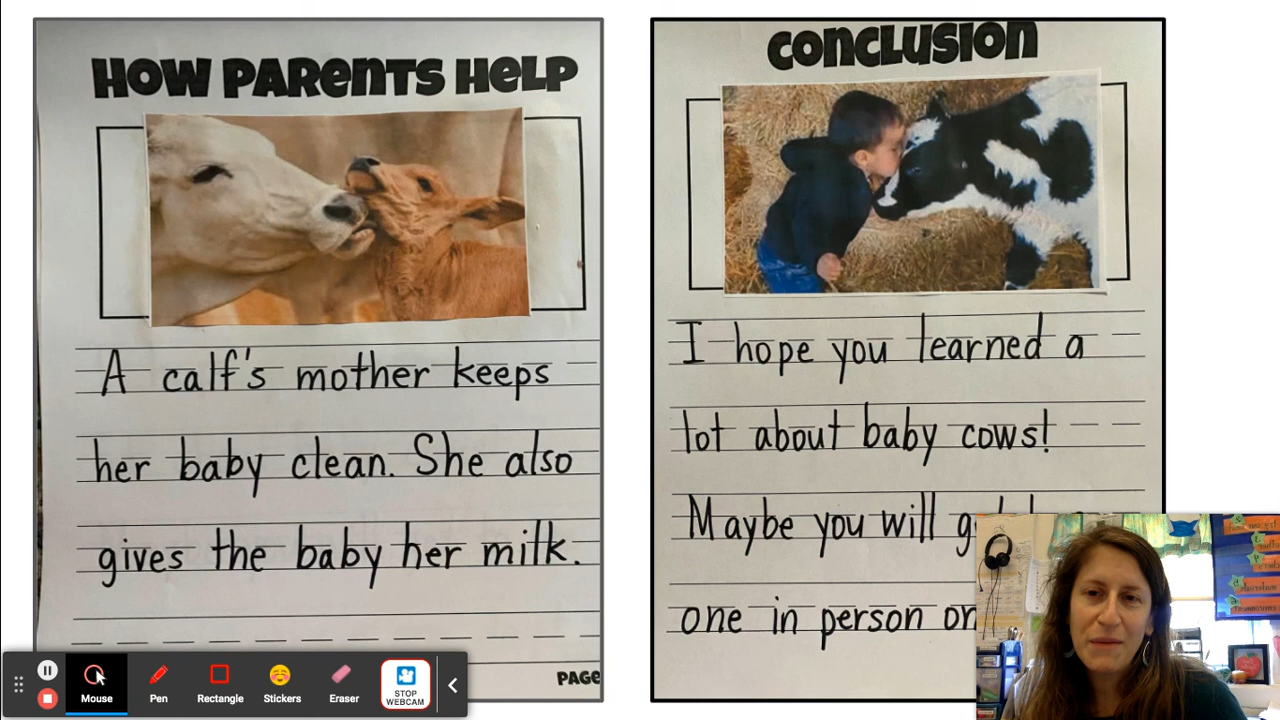 HOW PARENTS HELP
A calf's mother keeps
her baby clean. She also
gives the baby her milk.
PAGE
CONCLUSION
I hope you learned a
lot about baby cows!
Maybe you will
one in person
Mouse
Pen
Rectangle
Stickers
Eraser
STOP
WEBCAM